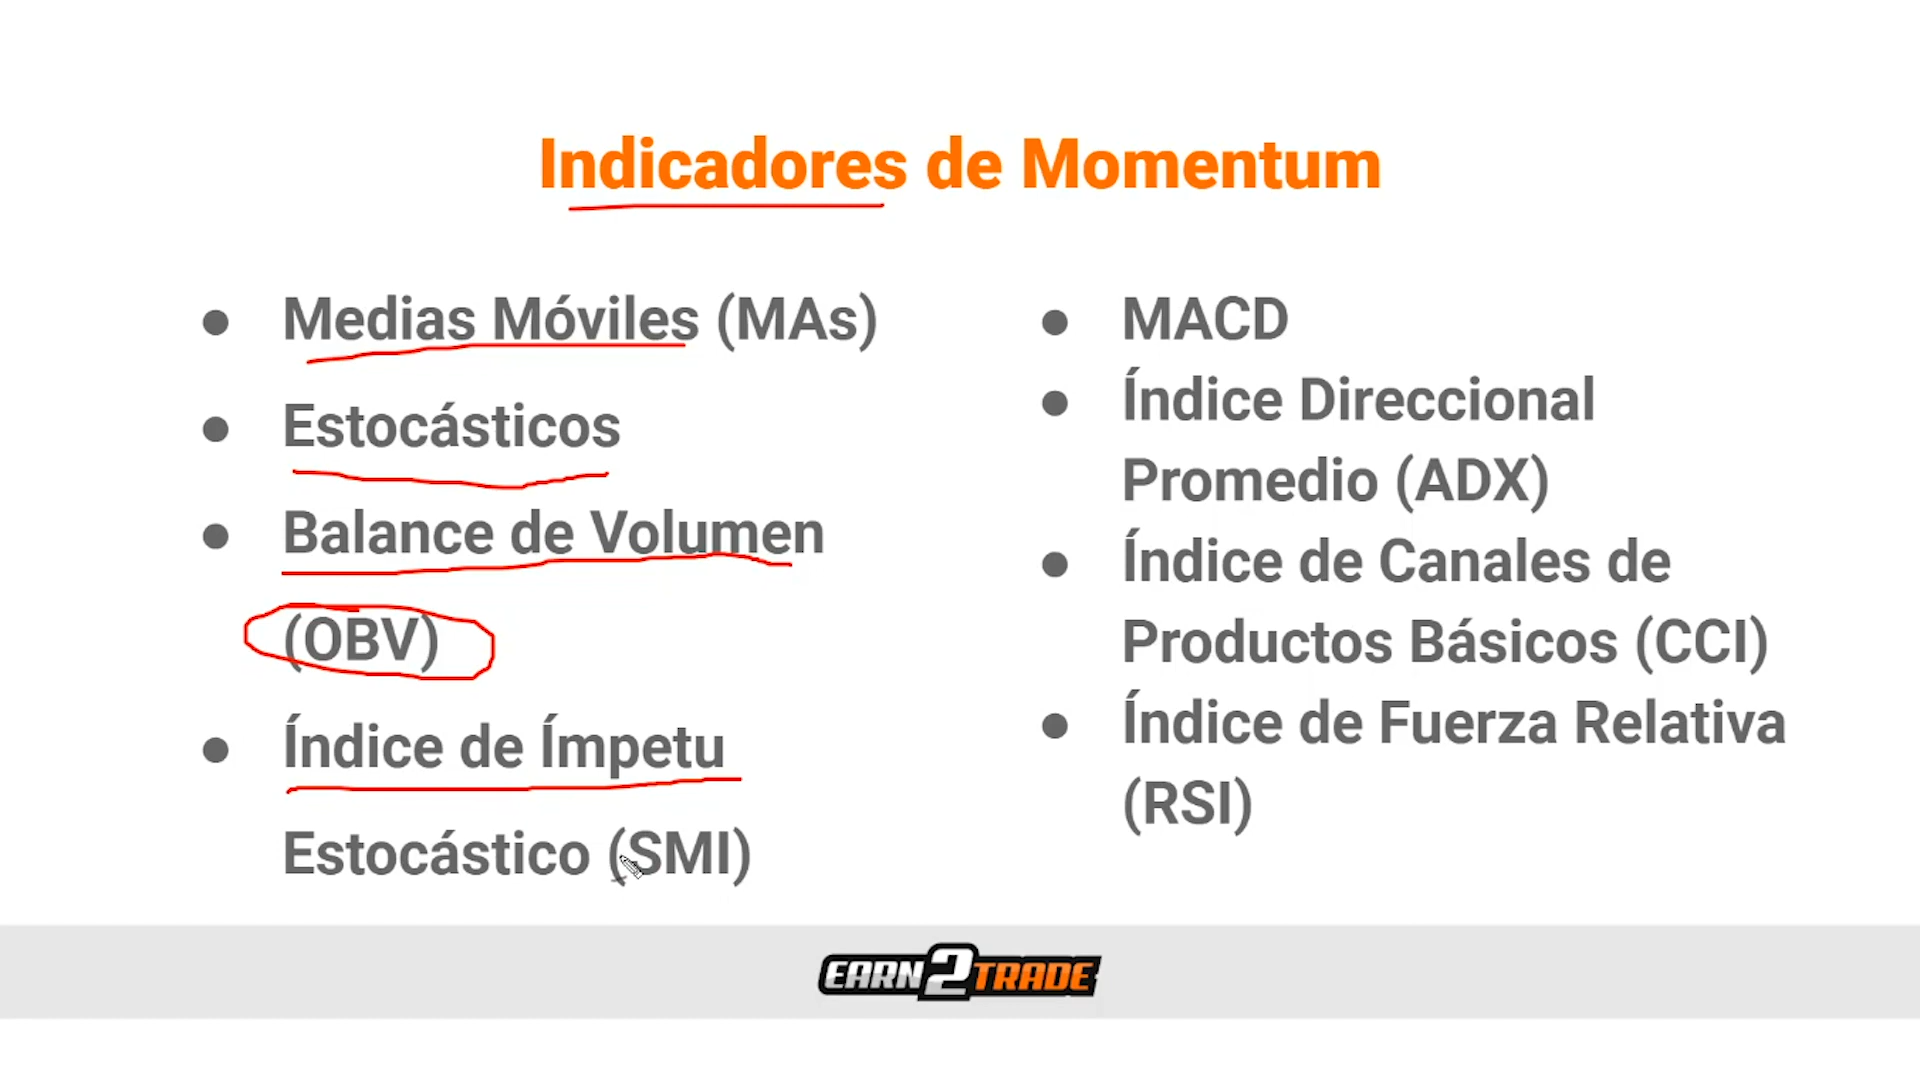 Indicadores de Momentum
Medias Móviles (MAs)
Estocásticos
Balance de Volumen
(OBV)
Índice de Ímpetu
Estocástico (SMI)
MACD
Índice Direccional
Promedio (ADX)
Índice de Canales de
Productos Básicos (CCI)
Índice de Fuerza Relativa
(RSI)
EARN2TRADE